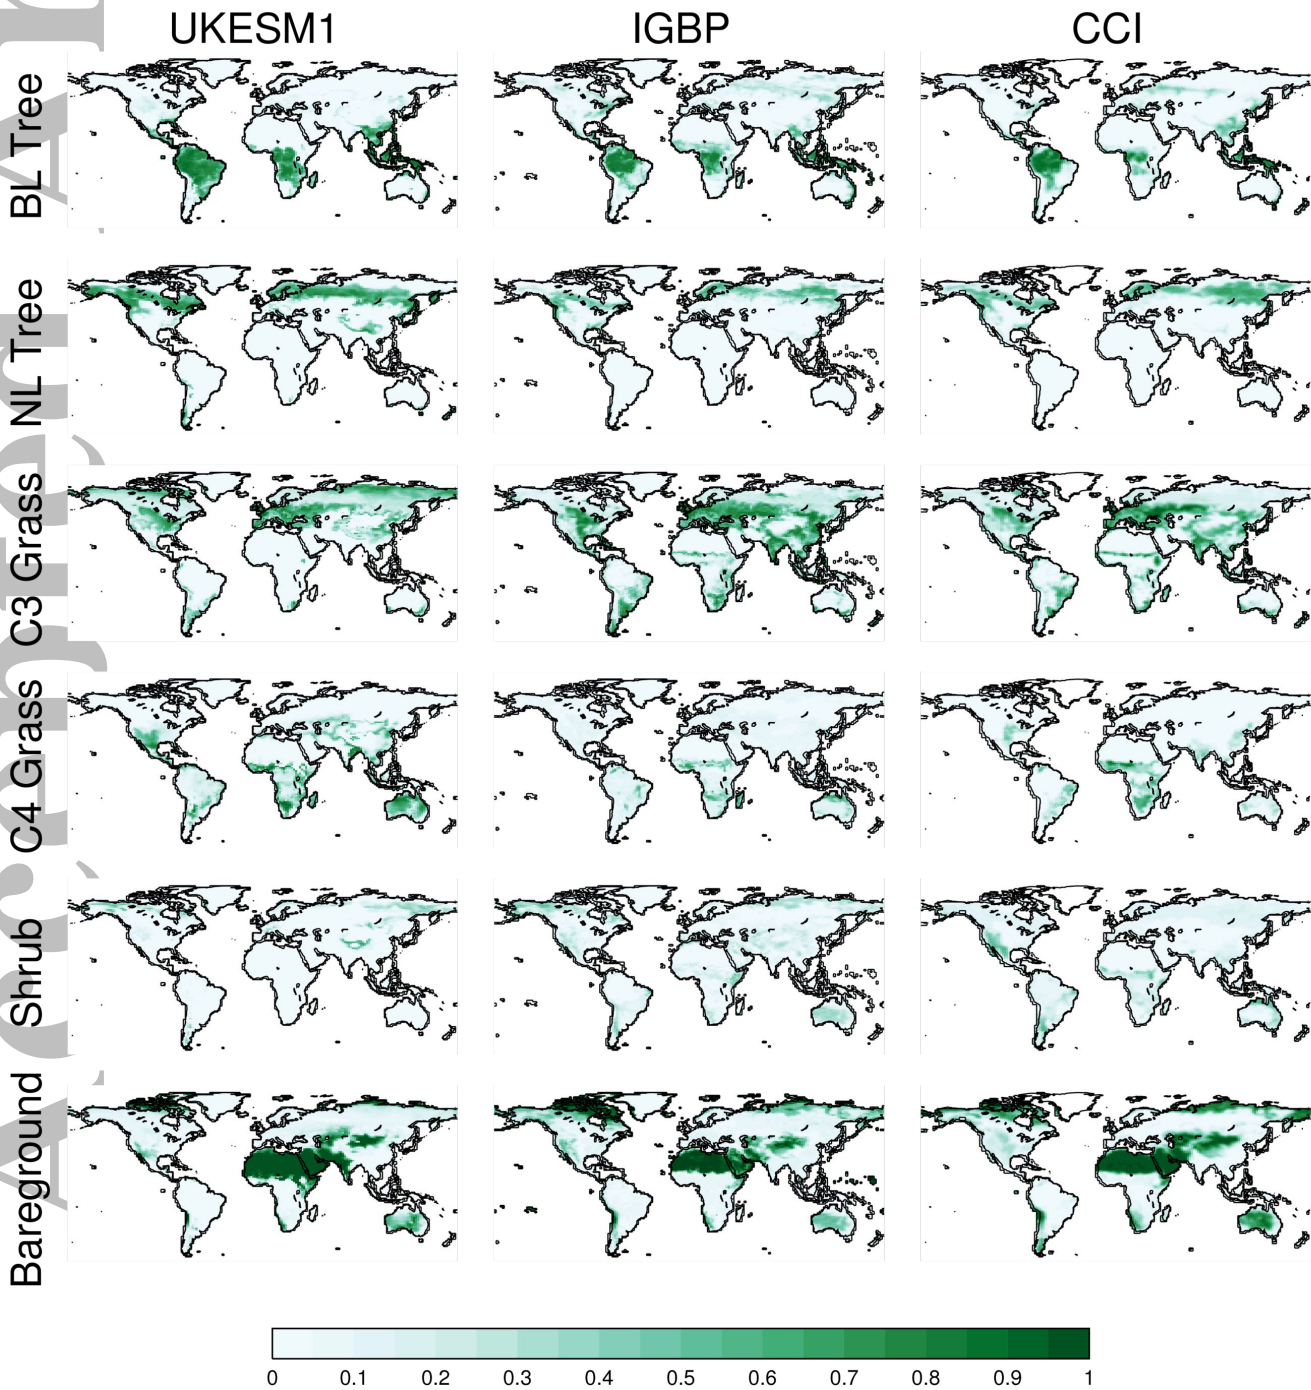 UKESM1 IGBP CCI
BL Tree
NL Tree
C3 Grass
C4 Grass
Shrub
Bareground
0 0.1 0.2 0.3 0.4 0.5 0.6 0.7 0.8 0.9 1